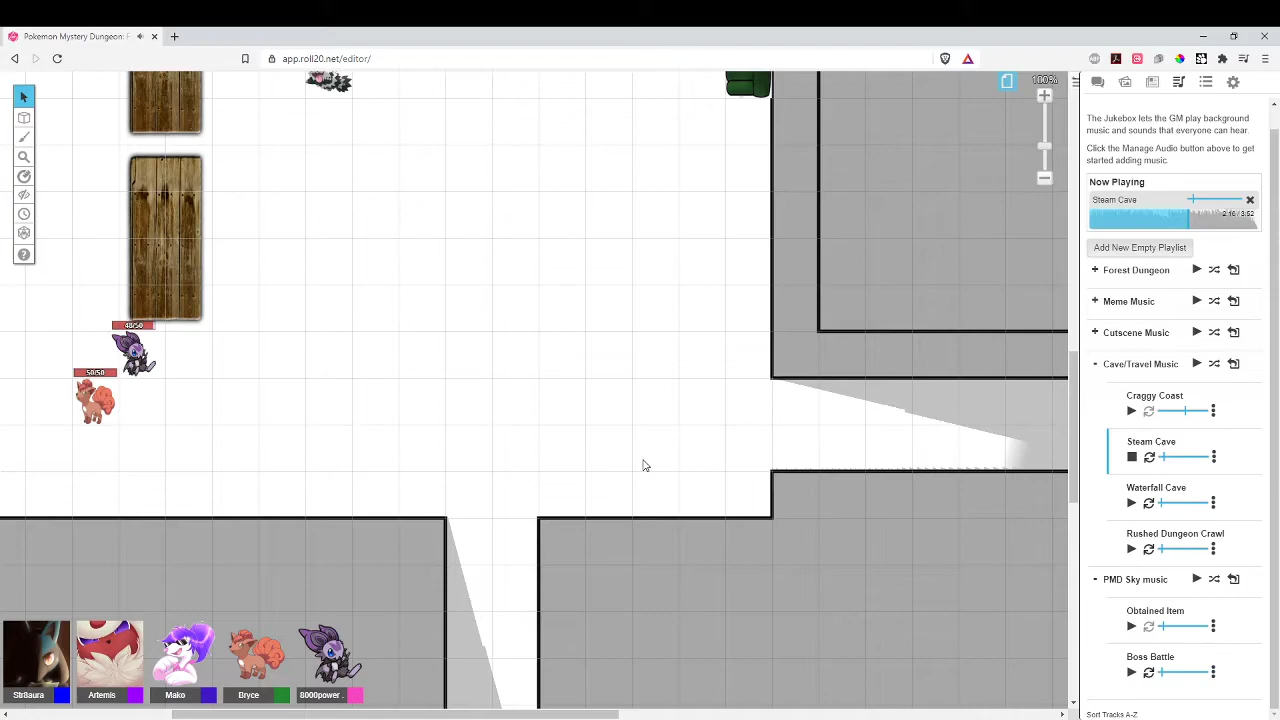 Pokemon Mystery Dungeon: F
app.roll20.net/editor/
100%
48/50
50/50
Str8aura
Artemis
Mako
Bryce
8000power .
The Jukebox lets the GM play background
music and sounds that everyone can hear.
Click the Manage Audio button above to get
started adding music.
Now Playing
Steam Cave
2:16 / 3:52
Add New Empty Playlist
+ Forest Dungeon
+ Meme Music
+ Cutscene Music
- Cave/Travel Music
Craggy Coast
Steam Cave
Waterfall Cave
Rushed Dungeon Crawl
- PMD Sky music
Obtained Item
Boss Battle
Sort Tracks A-Z